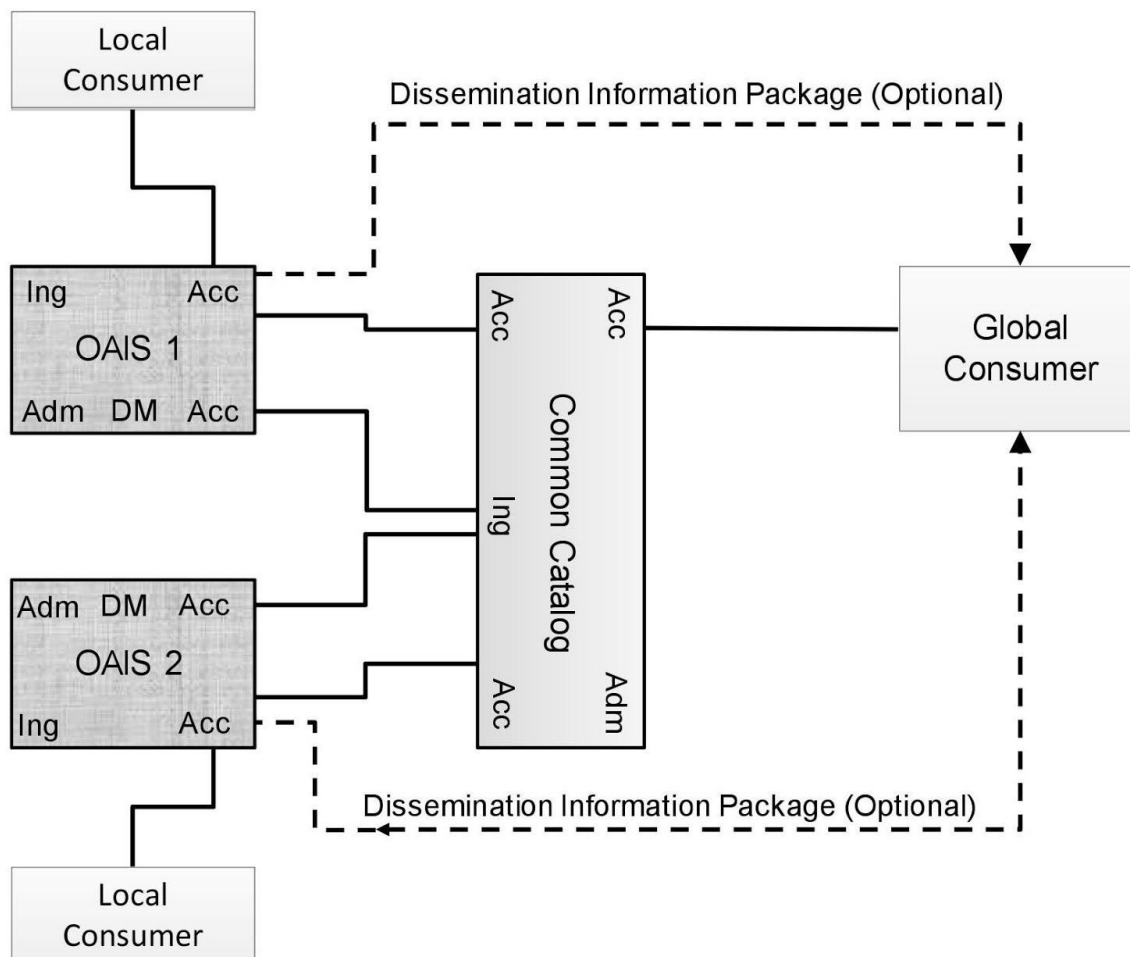 Local
Consumer
Dissemination Information Package (Optional)
Ing Acc
OAIS 1
Adm DM Acc
Acc
Ing
Acc
Common Catalog
Acc
Adm
Global
Consumer
Adm DM Acc
OAIS 2
Ing Acc
Dissemination Information Package (Optional)
Local
Consumer